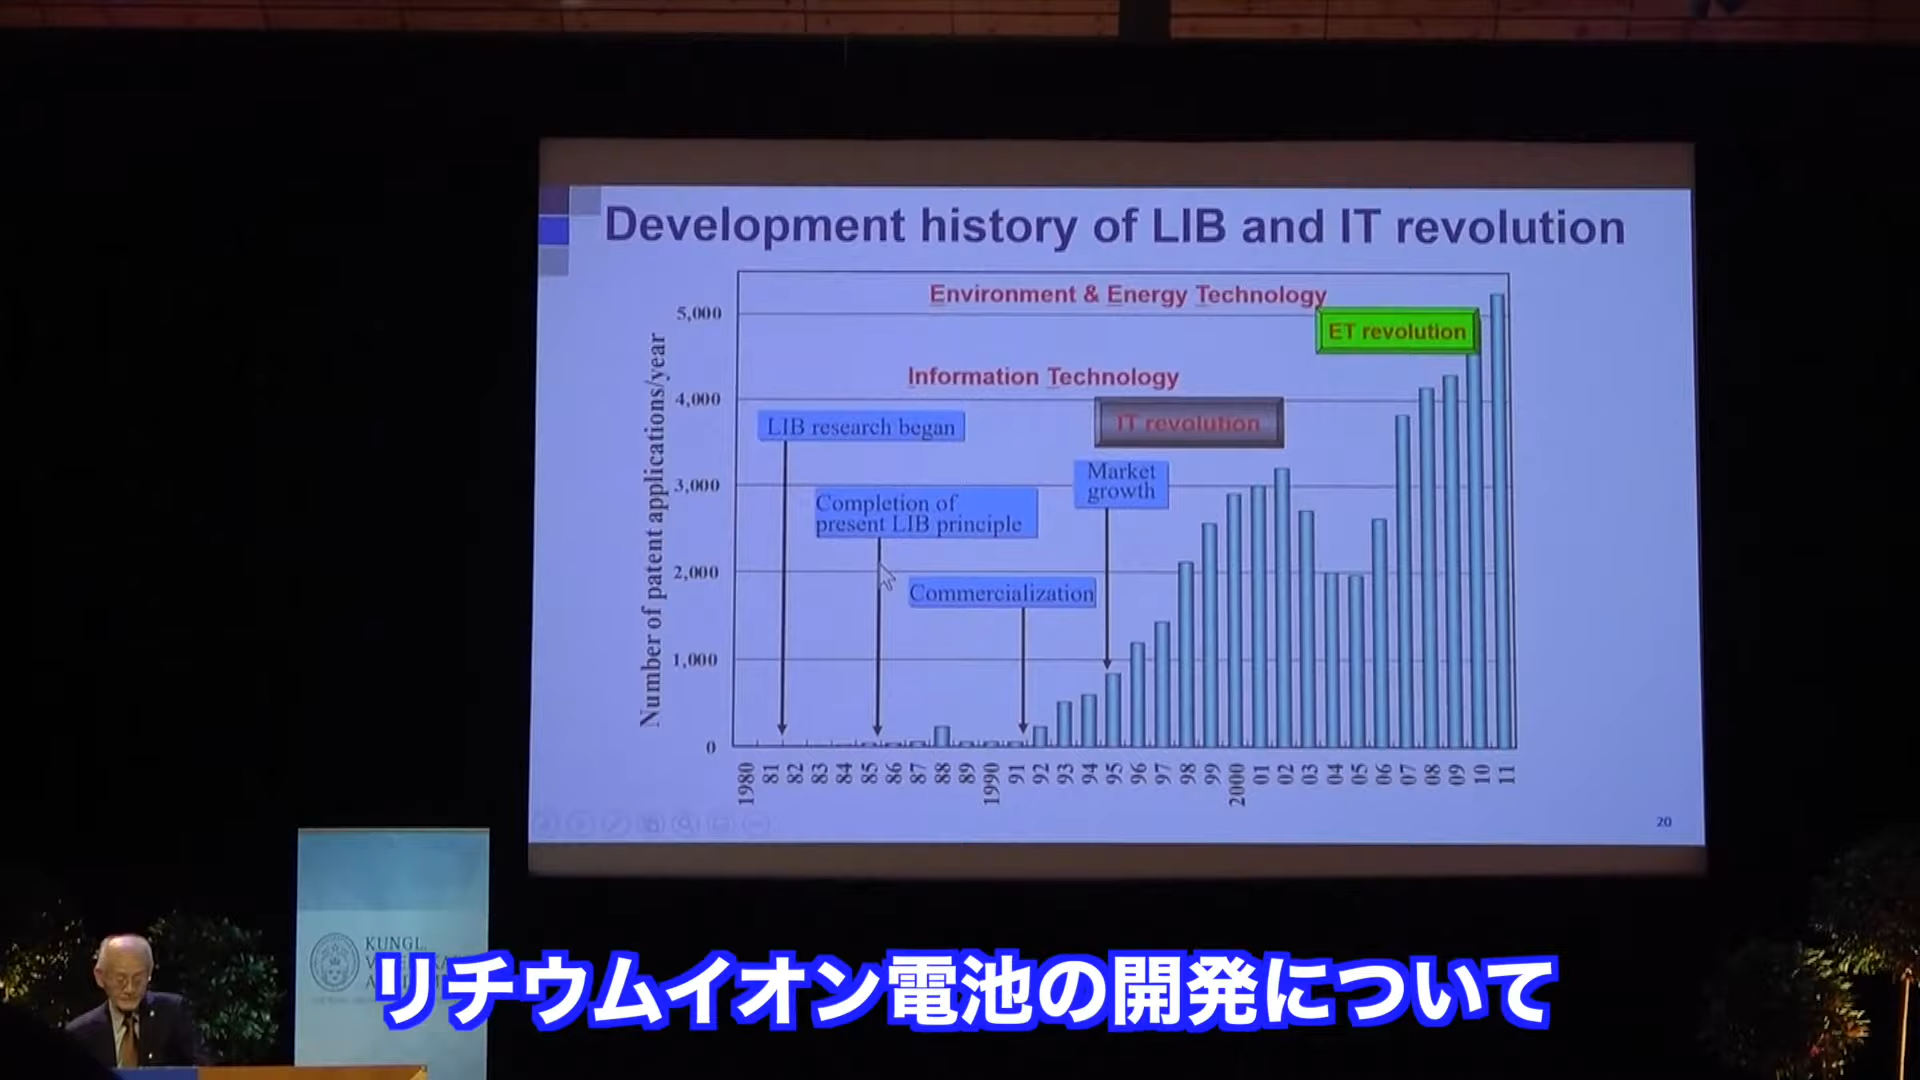 Development history of LIB and IT revolution
Environment & Energy Technology
ET revolution
Information Technology
IT revolution
LIB research began
Market
growth
Completion of
present LIB principle
Commercialization
Number of patent applications/year
5,000
4,000
3,000
2,000
1,000
0
1980 81 82 83 84 85 86 87 88 89 1990 91 92 93 94 95 96 97 98 99 2000 01 02 03 04 05 06 07 08 09 10 11
20
KUNGL.
リチウムイオン電池の開発について